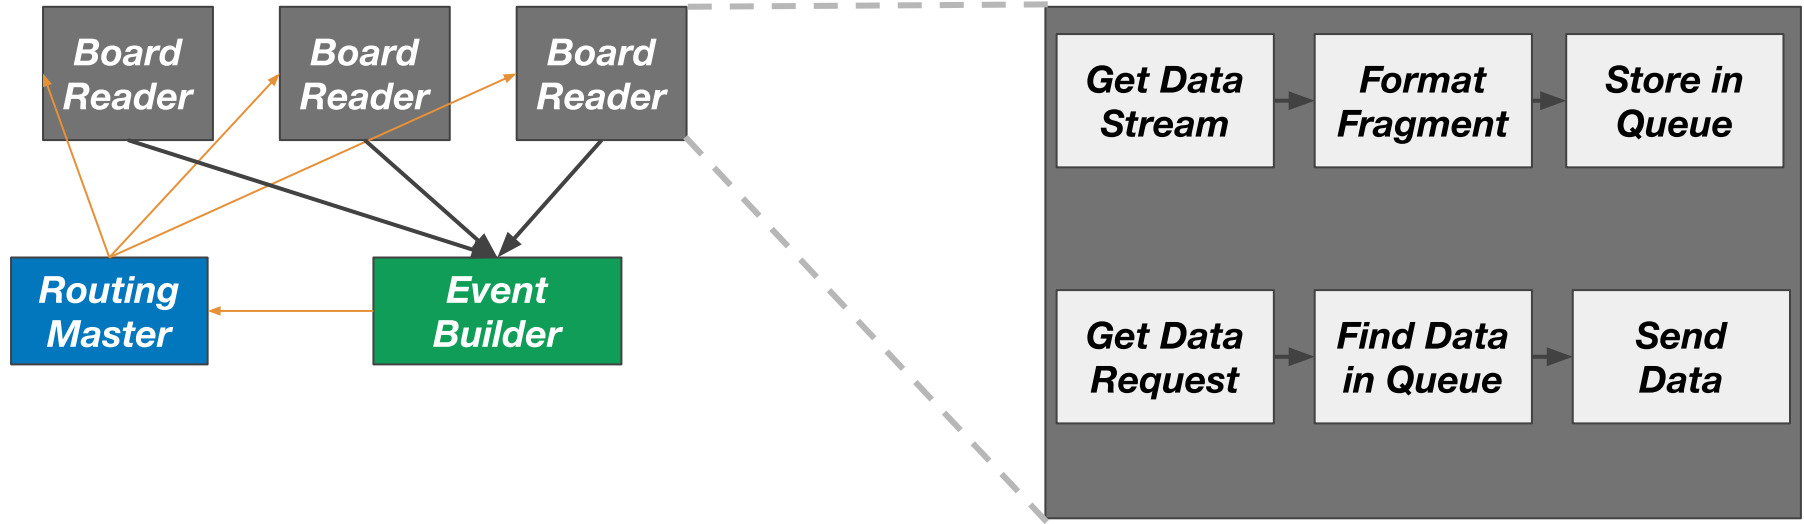 Board
Reader
Board
Reader
Board
Reader
Routing
Master
Event
Builder
Get Data
Stream
Format
Fragment
Store in
Queue
Get Data
Request
Find Data
in Queue
Send
Data